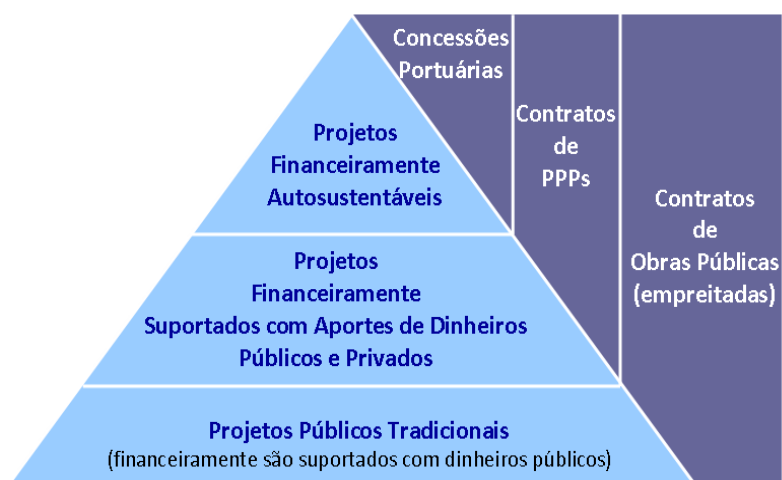 Concessões
Portuárias
Contratos
de
PPPs
Contratos
de
Obras Públicas
(empreitadas)
Projetos
Financeiramente
Autosustentáveis
Projetos
Financeiramente
Suportados com Aportes de Dinheiros
Públicos e Privados
Projetos Públicos Tradicionais
(financeiramente são suportados com dinheiros públicos)